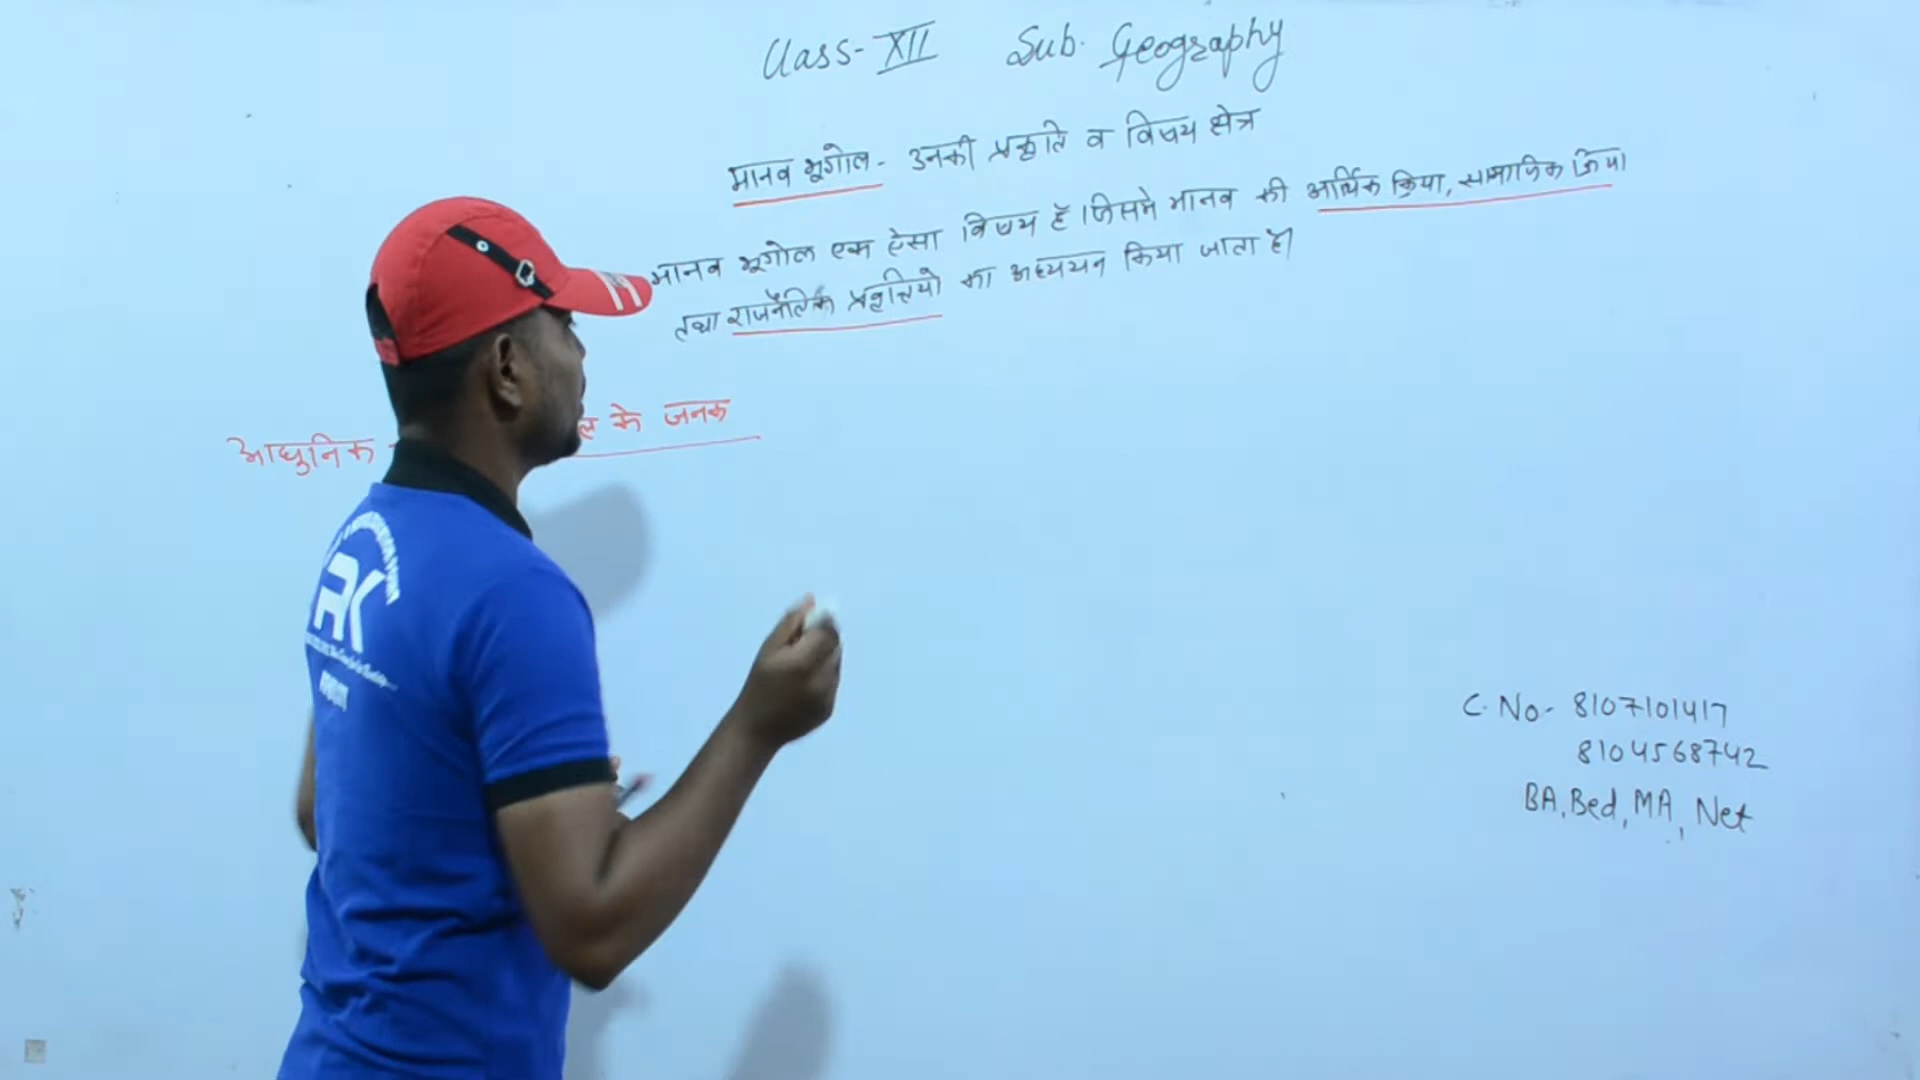 Class-XII Sub. Geography
मानव भूगोल - उनकी प्रकृति व विषय क्षेत्र
मानव भूगोल एक ऐसा विषय है जिसमे मानव की आर्थिक क्रिया, सामाजिक क्रिया
तथा राजनैतिक प्रवृत्तियो का अध्ययन किया जाता है।
आधुनिक ल के जनक
RK
C. No- 8107101417
8104568742
BA, Bed, MA, Net